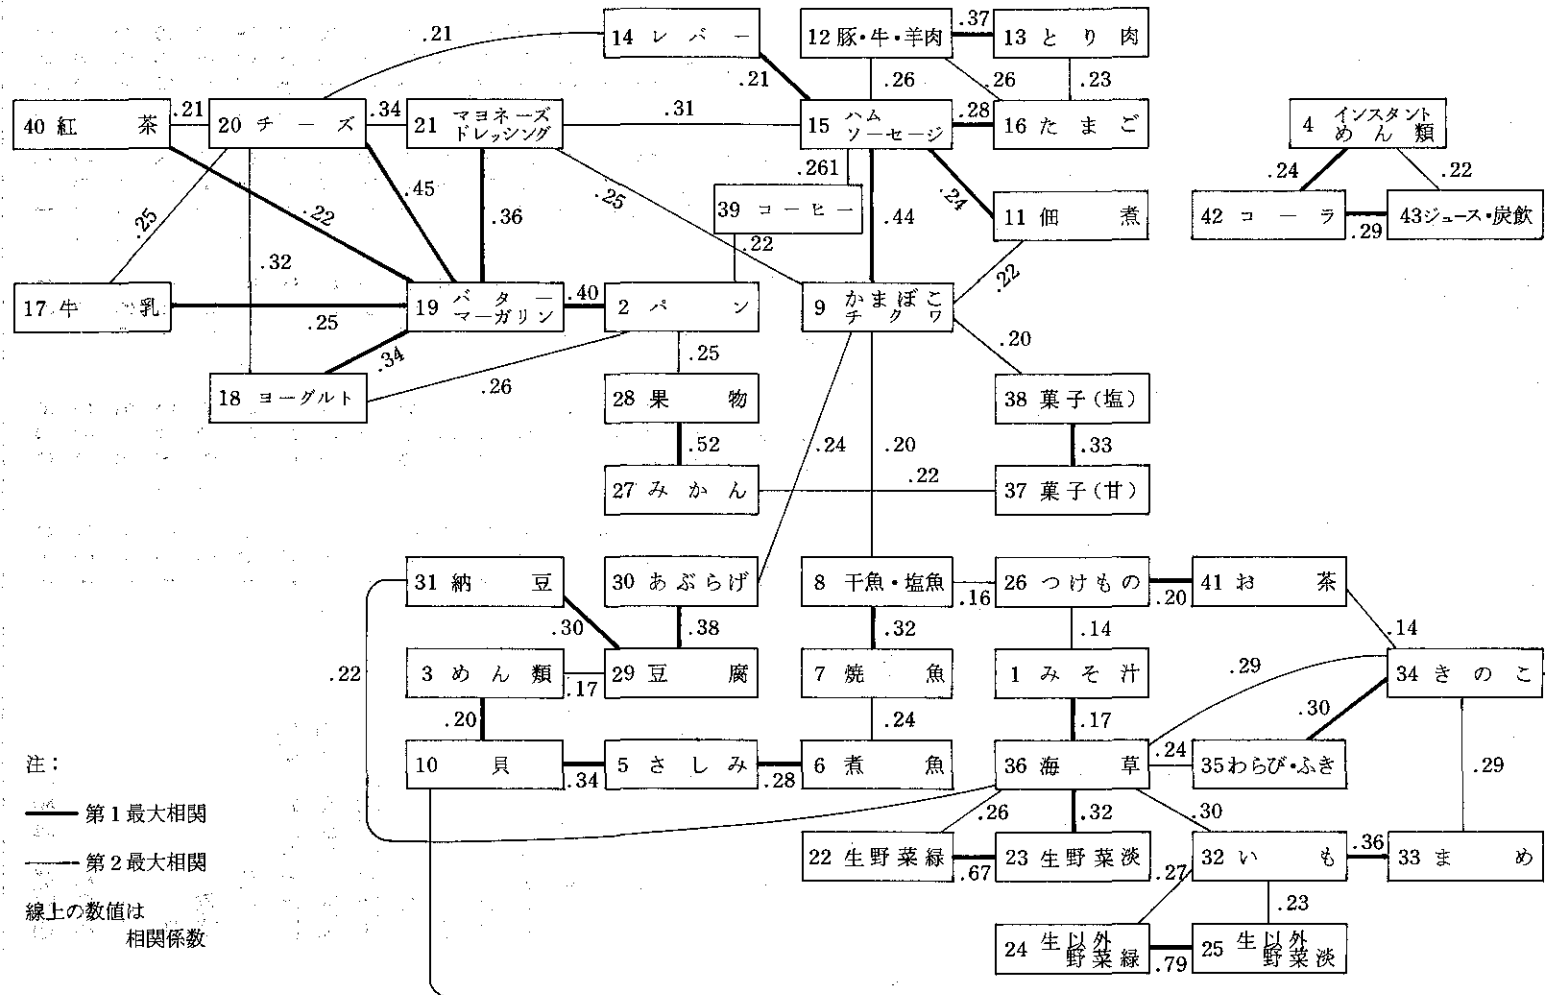 .21
14 レバー
12 豚・牛・羊肉
.37
13 とり肉
.21
.26
.26
.23
40 紅茶
.21
20 チーズ
.34
21 マヨネーズ
ドレッシング
.31
15 ハム
ソーセージ
.28
16 たまご
4 インスタント
めん類
.25
.22
.45
.36
.25
.261
39 コーヒー
.44
.24
11 佃煮
.24
.22
42 コーラ
.29
43 ジュース・炭飲
.32
.22
.22
17 牛乳
.25
19 バター
マーガリン
.40
2 パン
9 かまぼこ
チクワ
.20
.34
.26
.25
18 ヨーグルト
28 果物
38 菓子(塩)
.52
.24
.20
.33
27 みかん
.22
37 菓子(甘)
31 納豆
30 あぶらげ
8 干魚・塩魚
.16
26 つけもの
.20
41 お茶
.30
.38
.32
.14
.14
.22
3 めん類
.17
29 豆腐
7 焼魚
1 みそ汁
.29
34 きのこ
.20
.24
.17
.30
10 貝
.34
5 さしみ
.28
6 煮魚
36 海草
.24
35 わらび・ふき
.29
.26
.32
.30
22 生野菜緑
.67
23 生野菜淡
32 いも
.36
33 まめ
.27
.23
24 生以外
野菜緑
.79
25 生以外
野菜淡
注:
第1最大相関
第2最大相関
線上の数値は
相関係数